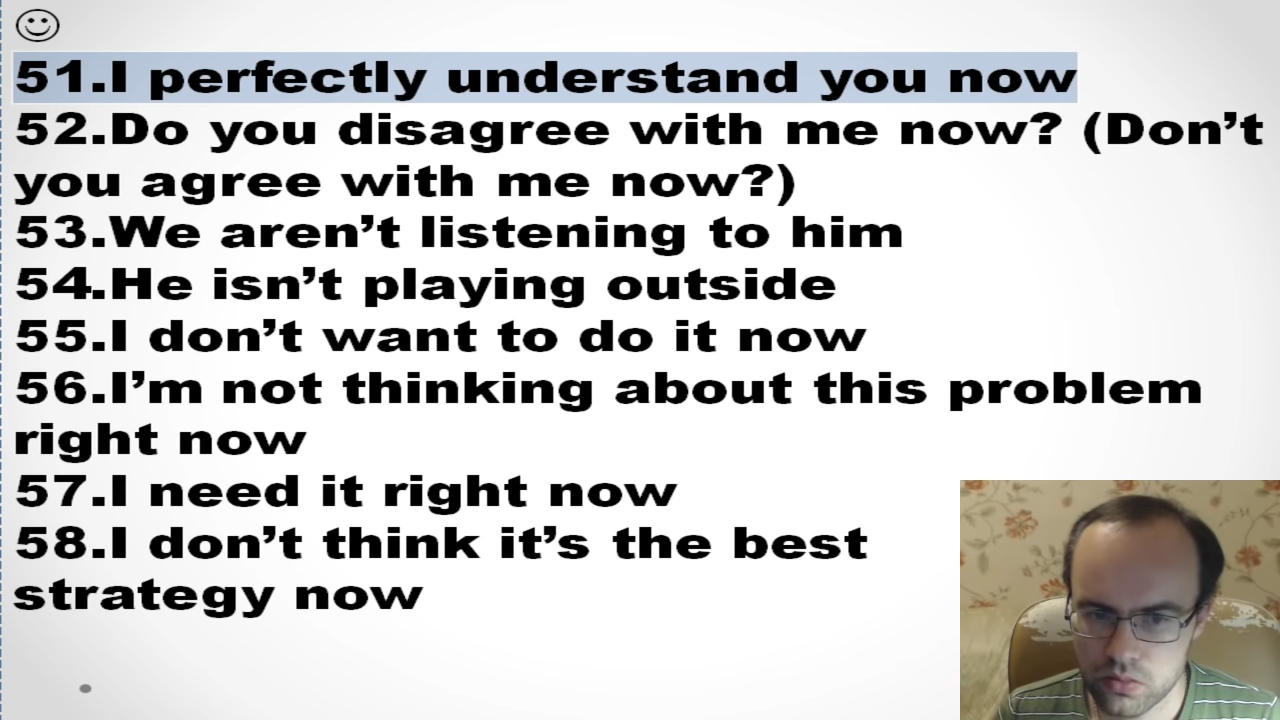 51.I perfectly understand you now
52.Do you disagree with me now? (Don’t
you agree with me now?)
53.We aren’t listening to him
54.He isn’t playing outside
55.I don’t want to do it now
56.I’m not thinking about this problem
right now
57.I need it right now
58.I don’t think it’s the best
strategy now